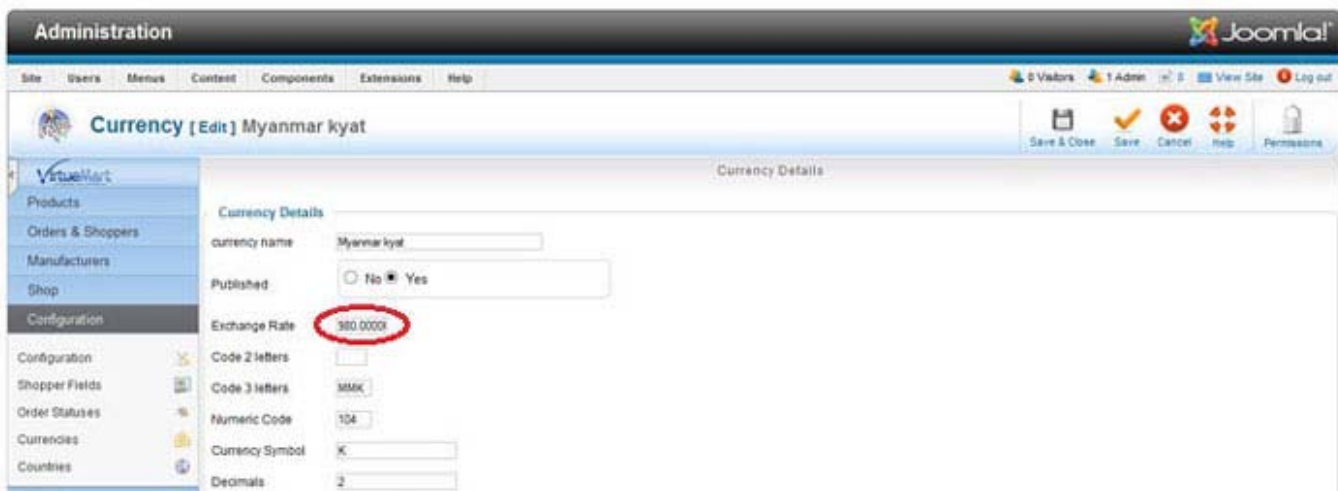 Administration
Joomla!
Site Users Menus Content Components Extensions Help
0 Visitors 1 Admin 0 View Site Log out
Currency [ Edit ] Myanmar kyat
Save & Close Save Cancel Help Permissions
VirtueMart
Products
Orders & Shoppers
Manufacturers
Shop
Configuration
Configuration
Shopper Fields
Order Statuses
Currencies
Countries
Currency Details
Currency Details
currency name Myanmar kyat
Published No Yes
Exchange Rate
Code 2 letters
Code 3 letters MMK
Numeric Code 104
Currency Symbol K
Decimals 2